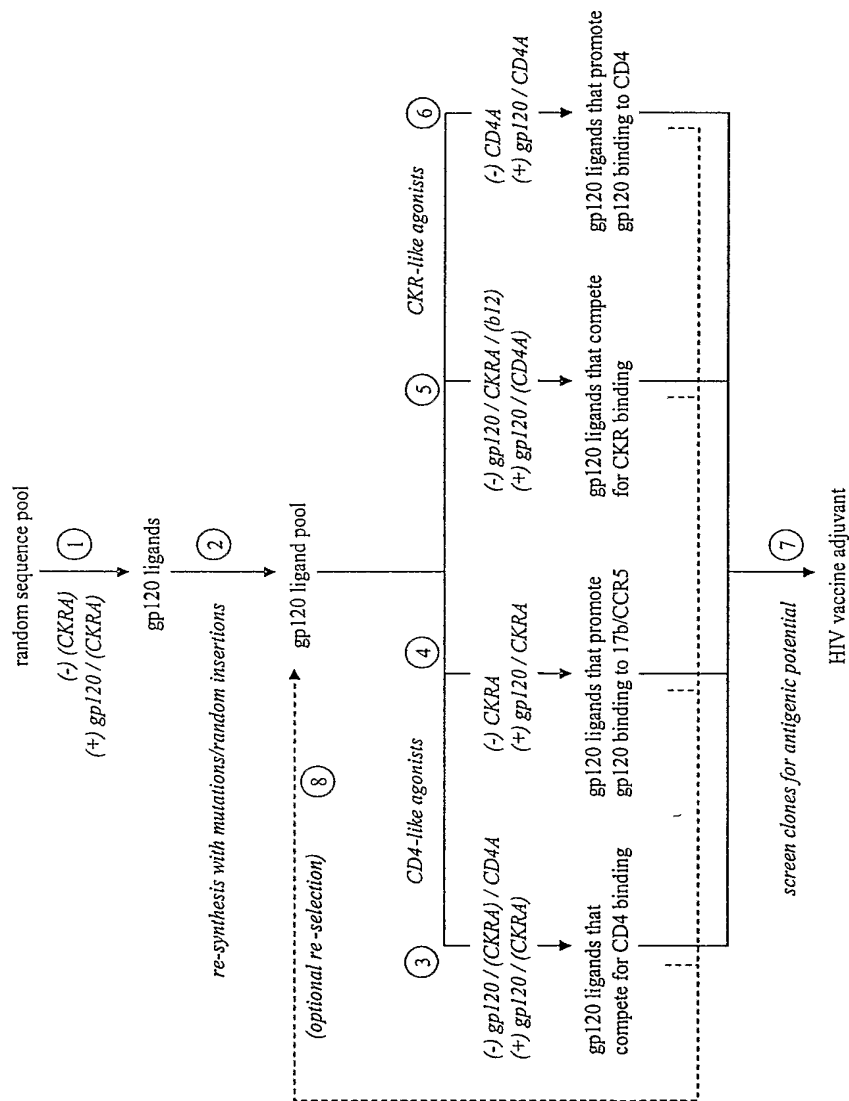 random sequence pool
1
(-) (CKRA)
(+) gp120 / (CKRA)
gp120 ligands
2
re-synthesis with mutations/random insertions
gp120 ligand pool
8
(optional re-selection)
CD4-like agonists
CKR-like agonists
3
(-) gp120 / (CKRA) / CD4A
(+) gp120 / (CKRA)
gp120 ligands that
compete for CD4 binding
4
(-) CKRA
(+) gp120 / CKRA
gp120 ligands that promote
gp120 binding to 17b/CCR5
5
(-) gp120 / CKRA / (b12)
(+) gp120 / (CD4A)
gp120 ligands that compete
for CKR binding
6
(-) CD4A
(+) gp120 / CD4A
gp120 ligands that promote
gp120 binding to CD4
7
screen clones for antigenic potential
HIV vaccine adjuvant